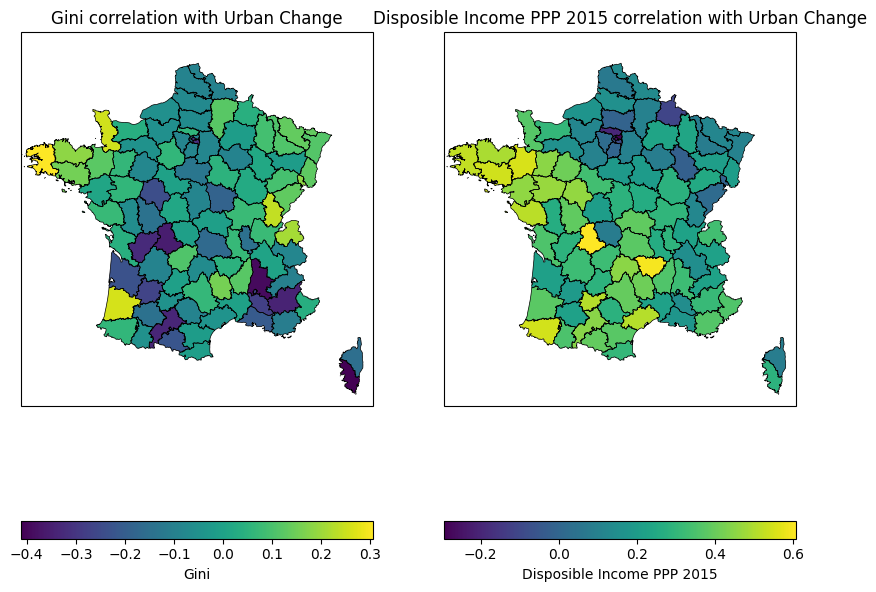 Gini correlation with Urban Change
Disposible Income PPP 2015 correlation with Urban Change
−0.4 −0.3 −0.2 −0.1 0.0 0.1 0.2 0.3
Gini
−0.2 0.0 0.2 0.4 0.6
Disposible Income PPP 2015